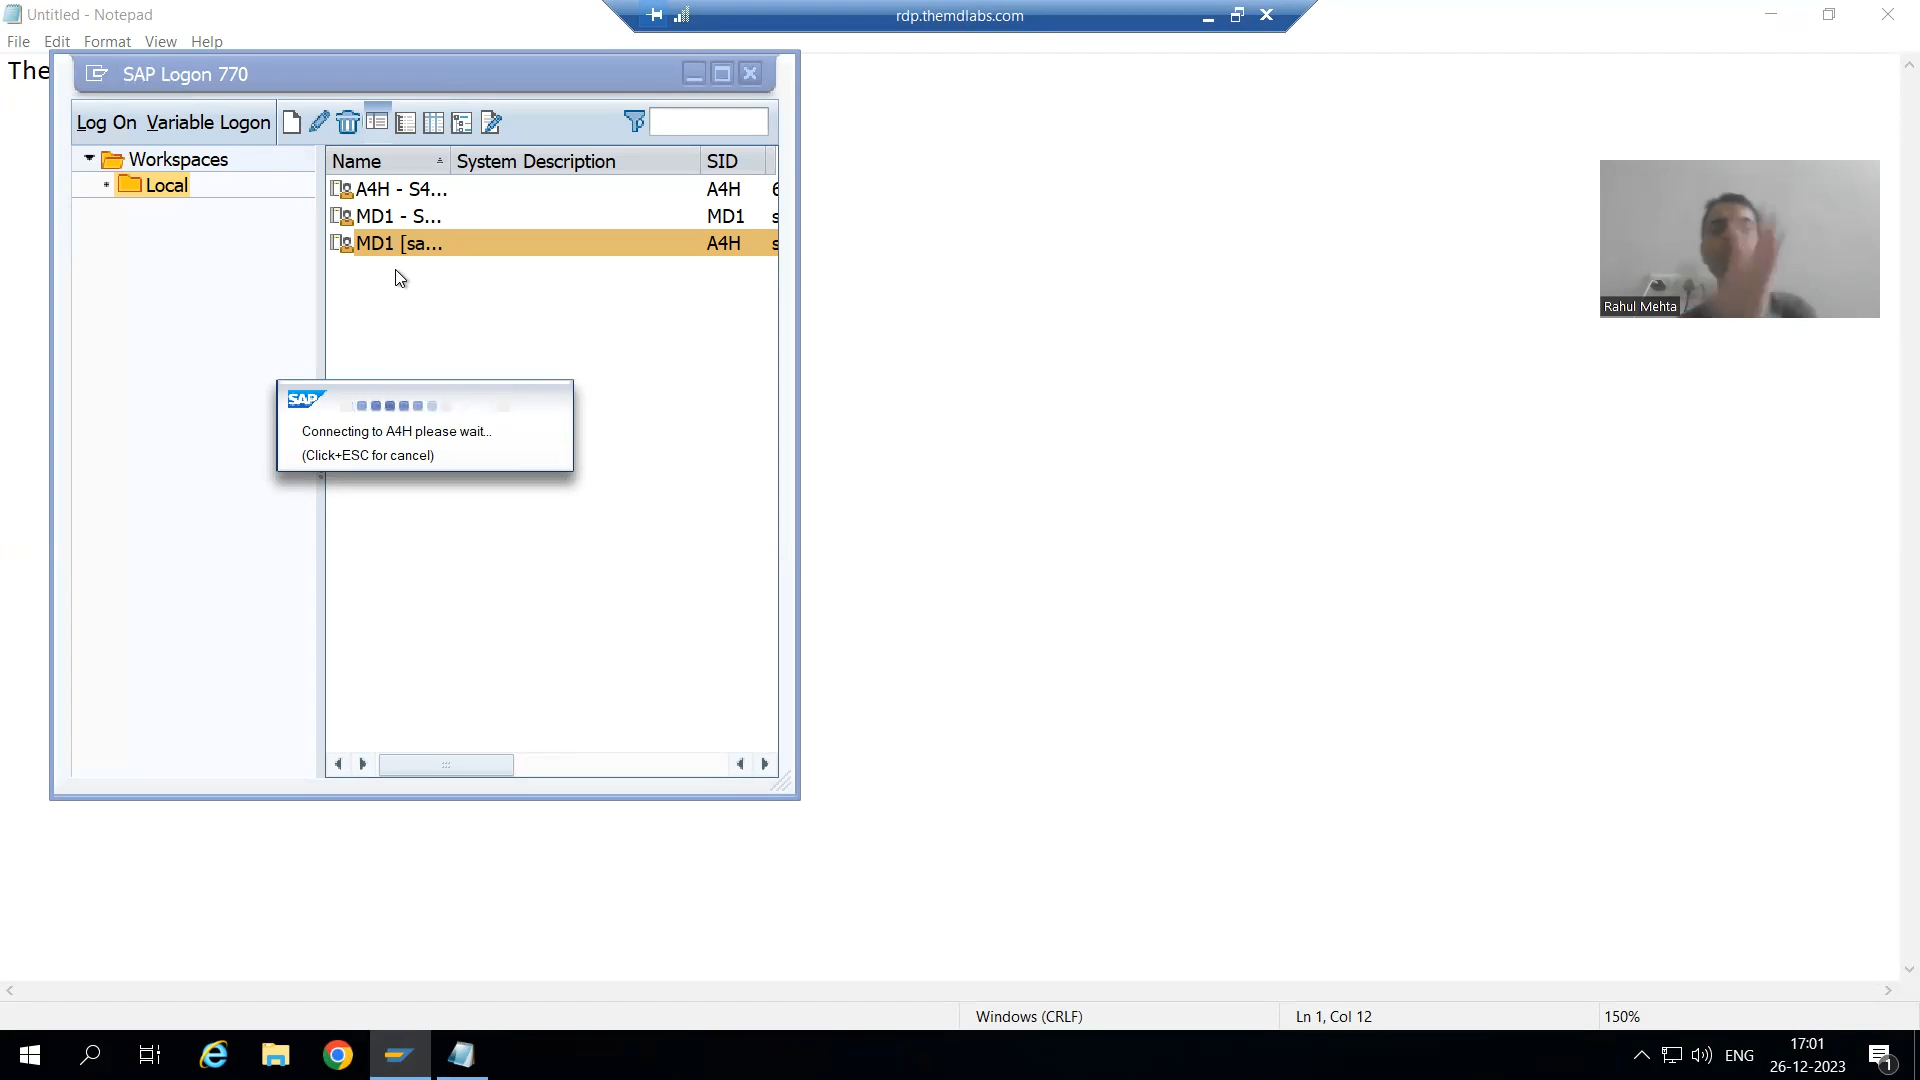 Untitled - Notepad
rdp.themdlabs.com
File Edit Format View Help
The
SAP Logon 770
Log On Variable Logon
Workspaces
Local
Name System Description SID
A4H - S4... A4H 6
MD1 - S... MD1 s
MD1 [sa... A4H s
Rahul Mehta
SAP
Connecting to A4H please wait...
(Click+ESC for cancel)
Windows (CRLF) Ln 1, Col 12 150%
ENG
17:01
26-12-2023
1